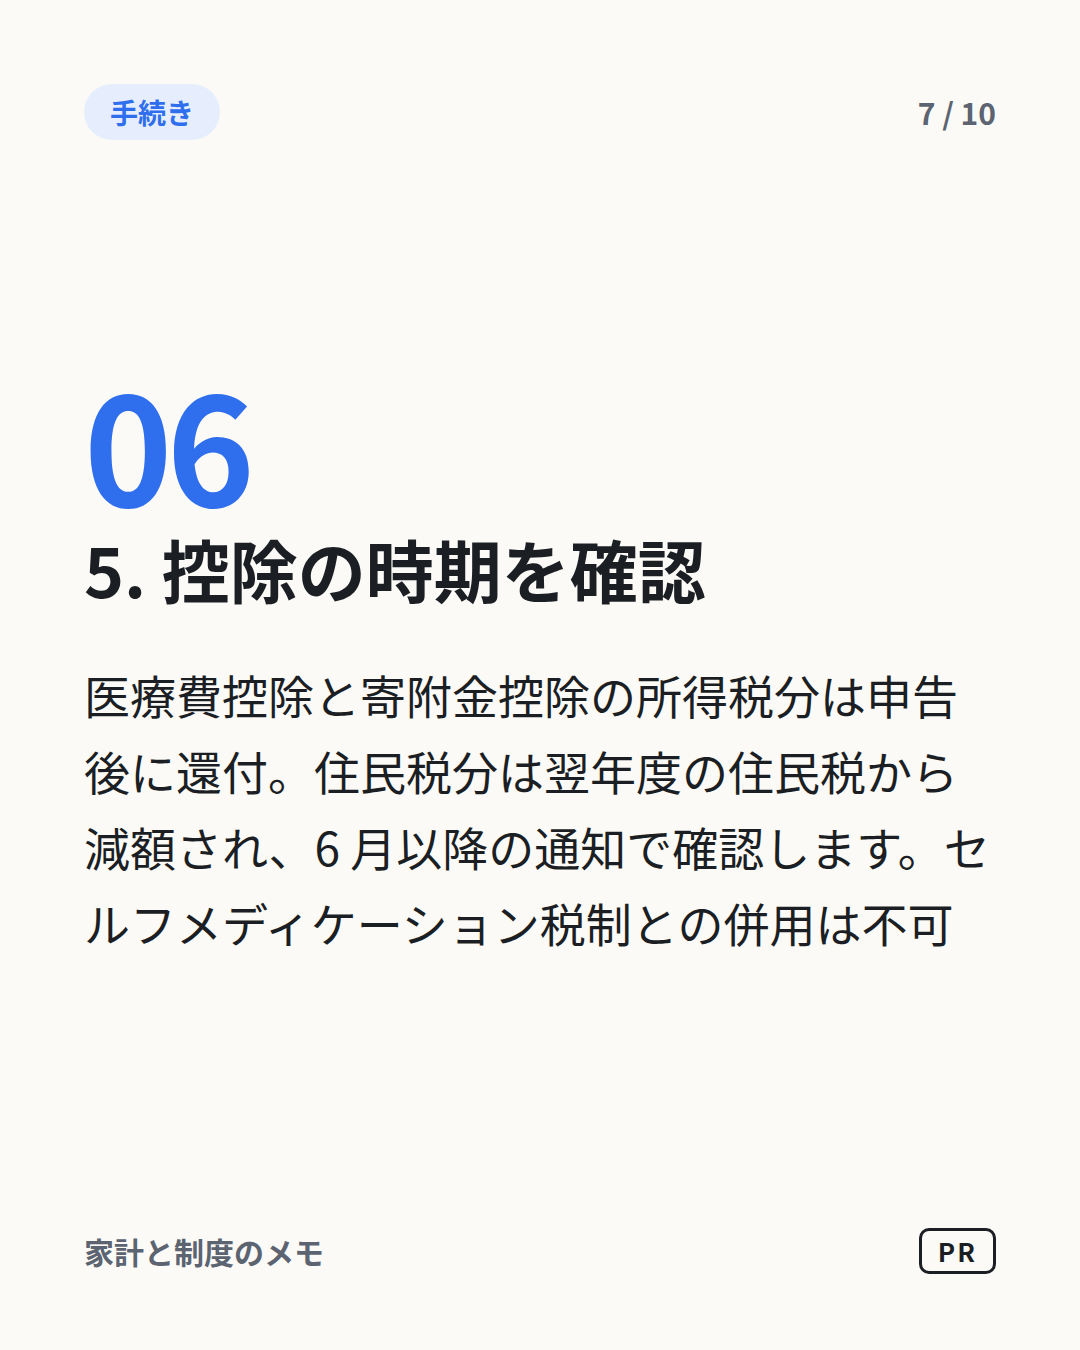 手続き
7 / 10
06
5. 控除の時期を確認
医療費控除と寄附金控除の所得税分は申告
後に還付。住民税分は翌年度の住民税から
減額され、6 月以降の通知で確認します。セ
ルフメディケーション税制との併用は不可
家計と制度のメモ
PR